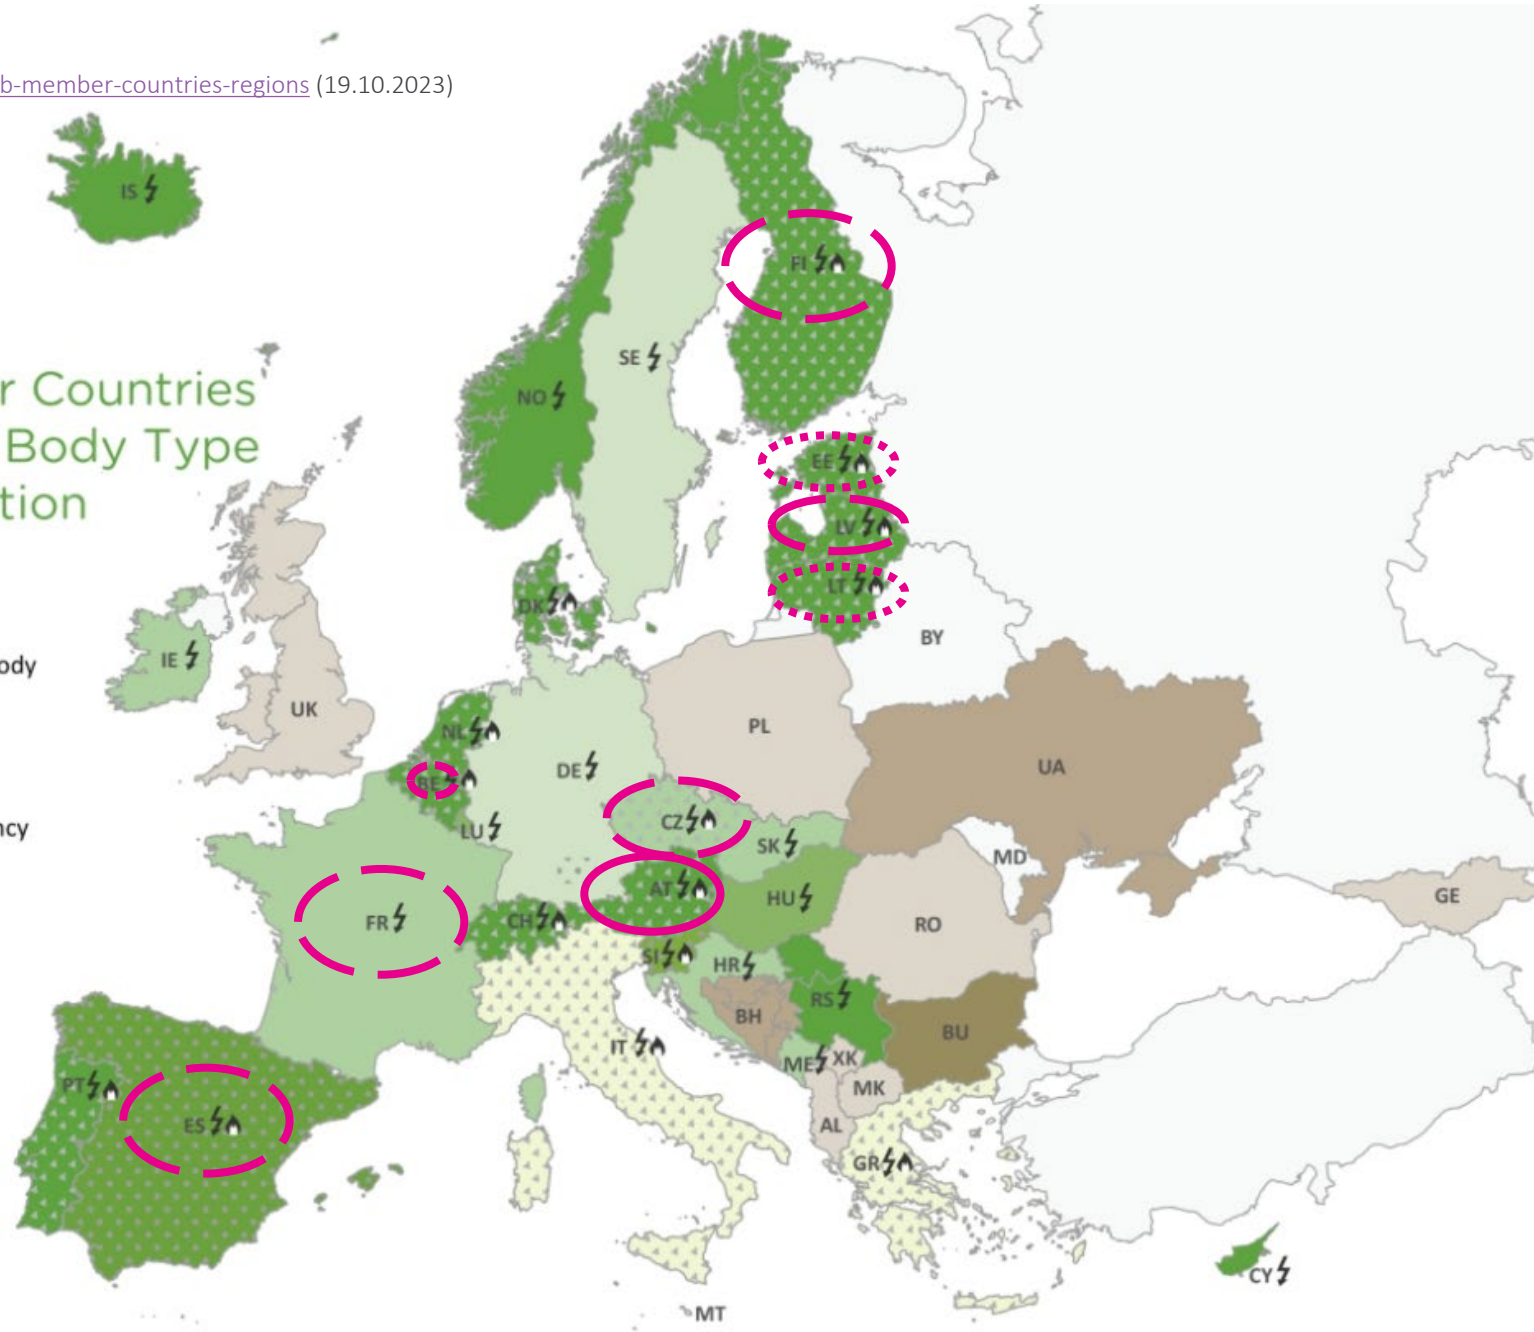 b-member-countries-regions (19.10.2023)
IS
FI
r Countries
Body Type
tion
SE
NO
EE
LV
LT
DK
BY
IE
ody
UK
PL
NL
UA
DE
BE
CZ
ncy
LU
SK
MD
AT
HU
GE
FR
CH
RO
SI
HR
RS
BH
BU
IT
ME
XK
PT
MK
ES
AL
GR
CY
MT